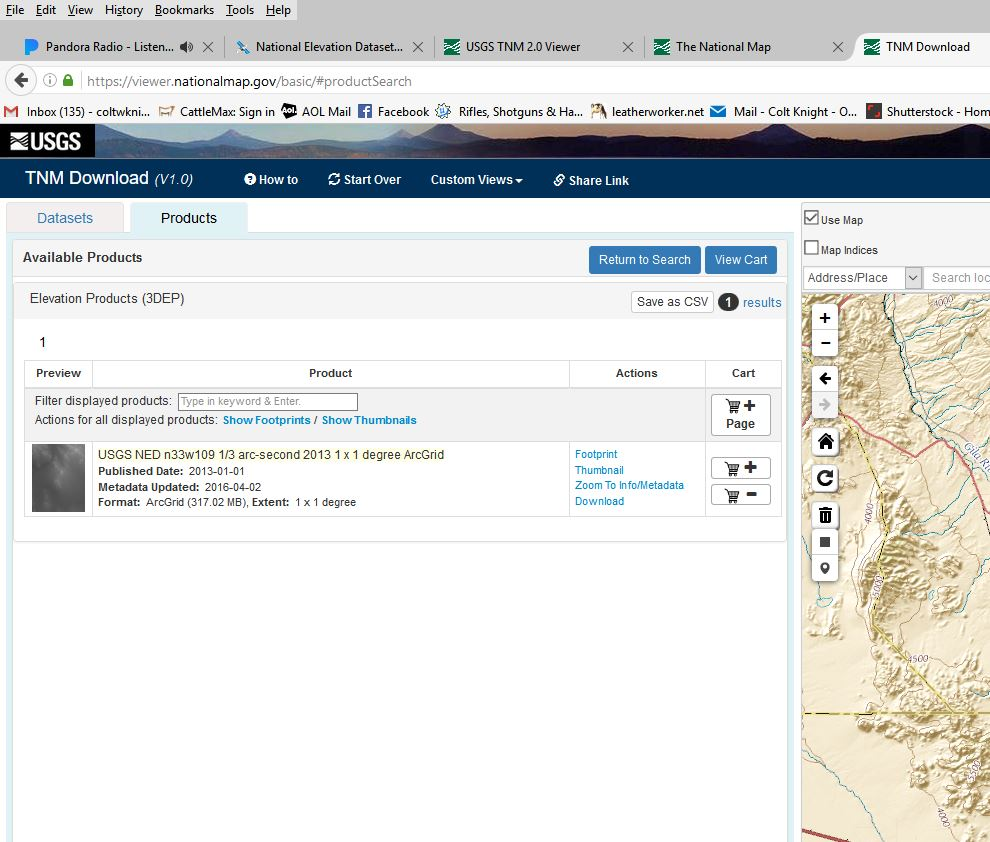 File Edit View History Bookmarks Tools Help
Pandora Radio - Listen...
National Elevation Dataset...
USGS TNM 2.0 Viewer
The National Map
TNM Download
https://viewer.nationalmap.gov/basic/#productSearch
Inbox (135) - coltwkni...
CattleMax: Sign in
Aol. AOL Mail
Facebook
Rifles, Shotguns & Ha...
leatherworker.net
Mail - Colt Knight - O...
Shutterstock - Hom
USGS
TNM Download (V1.0)
How to
Start Over
Custom Views
Share Link
Datasets
Products
Use Map
Map Indices
Address/Place
Search loc
Available Products
Return to Search
View Cart
Elevation Products (3DEP)
Save as CSV
1 results
1
Preview Product Actions Cart
Filter displayed products: Type in keyword & Enter.
Actions for all displayed products: Show Footprints / Show Thumbnails
+
Page
USGS NED n33w109 1/3 arc-second 2013 1 x 1 degree ArcGrid
Published Date: 2013-01-01
Metadata Updated: 2016-04-02
Format: ArcGrid (317.02 MB), Extent: 1 x 1 degree
Footprint
Thumbnail
Zoom To Info/Metadata
Download
+
−
+
−
4000
Gila Ri
4000
5000
4500
5500
4000